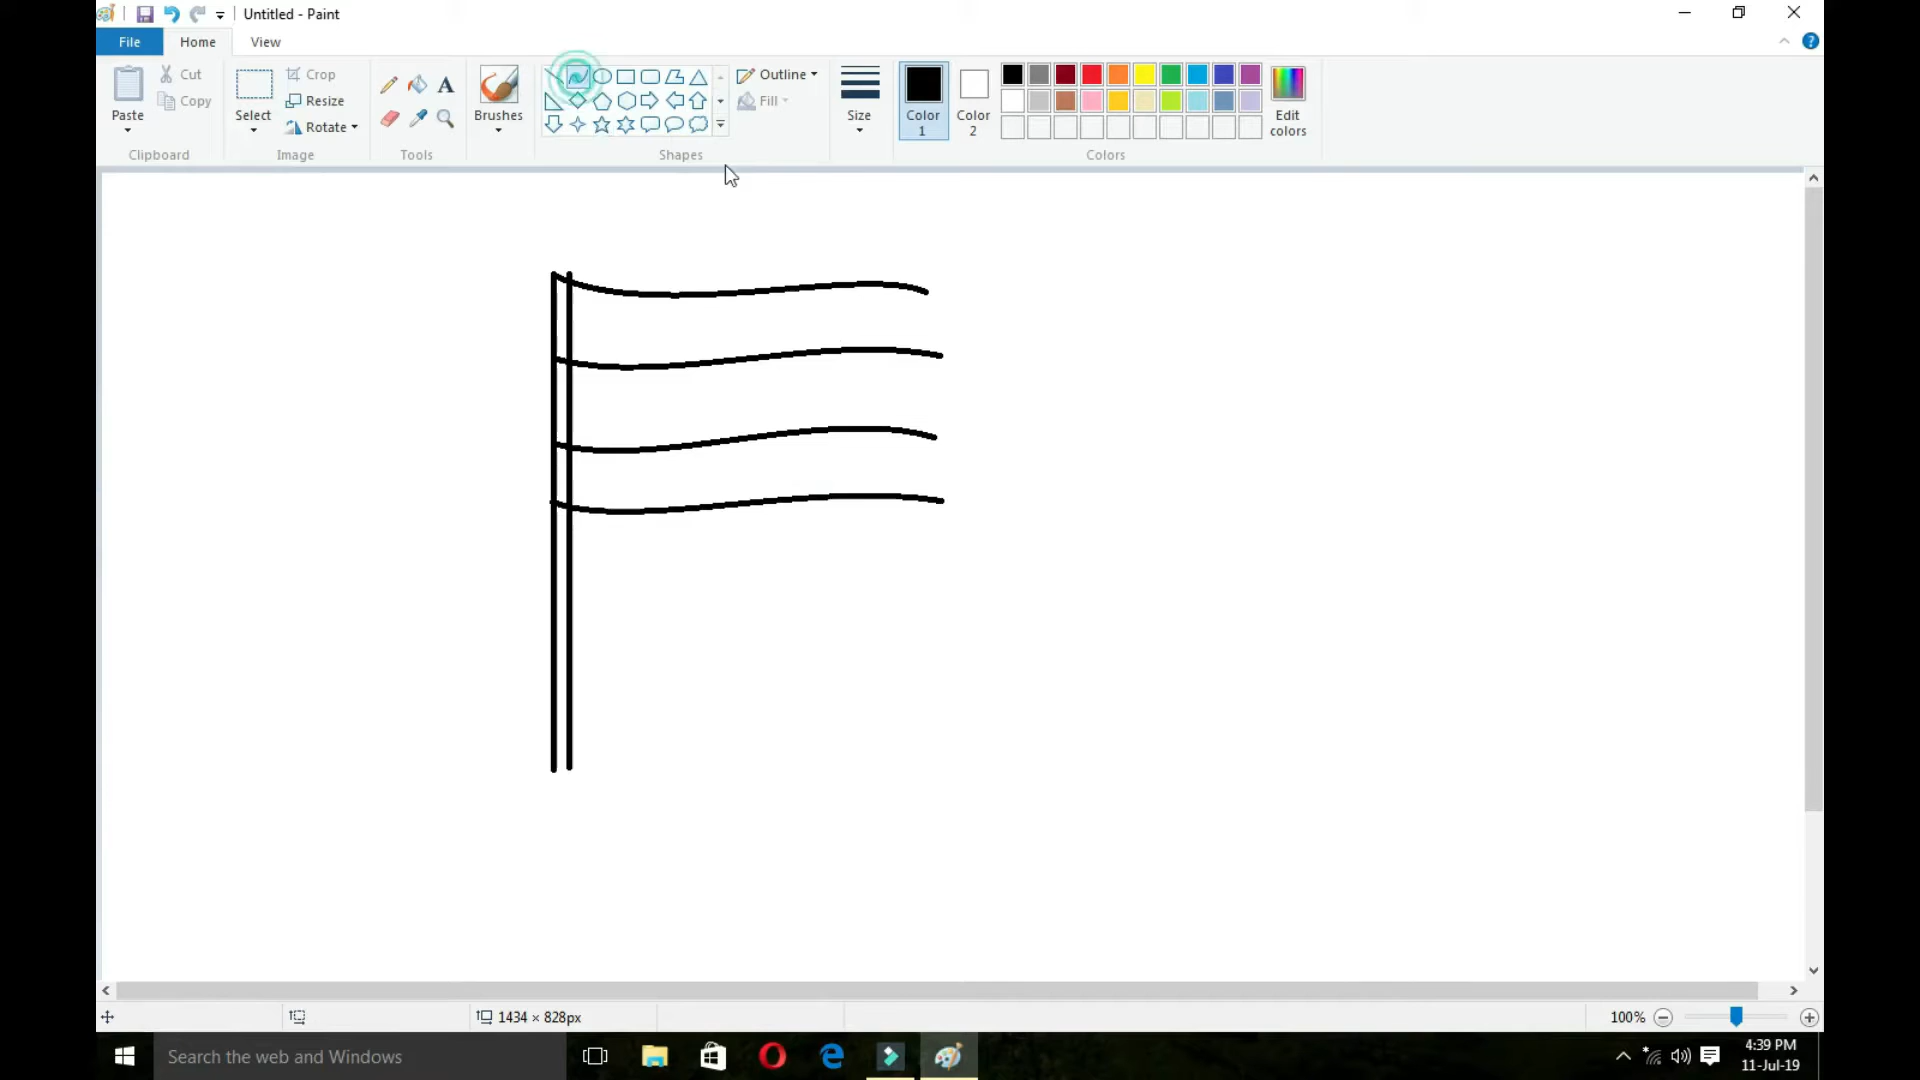 Untitled - Paint
File
Home
View
Paste
Cut
Copy
Clipboard
Select
Crop
Resize
Rotate
Image
A
Tools
Brushes
Shapes
Outline
Fill
Size
Color
1
Color
2
Edit
colors
Colors
1434 × 828px
100%
Search the web and Windows
4:39 PM
11-Jul-19